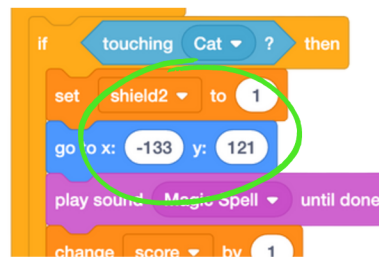 if touching Cat ? then
set shield2 to 1
go to x: -133 y: 121
play sound Magic Spell until done
change score by 1